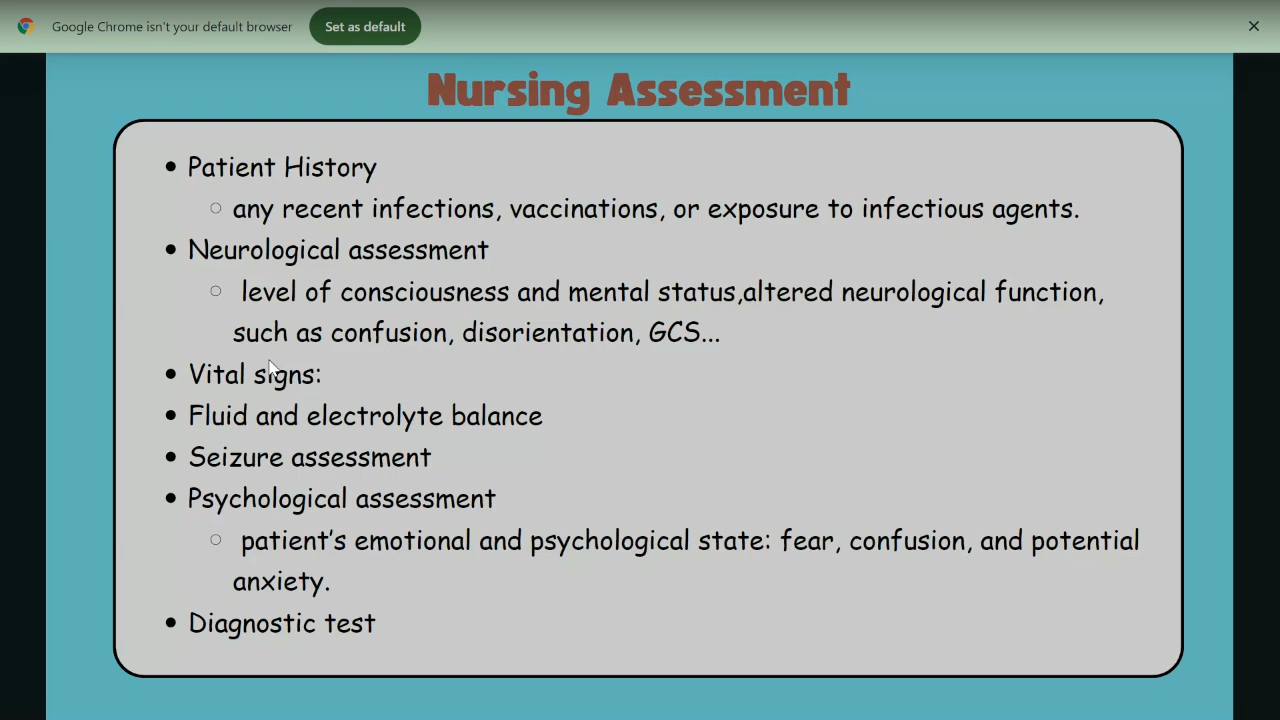 Google Chrome isn't your default browser
Set as default
Nursing Assessment
• Patient History
○ any recent infections, vaccinations, or exposure to infectious agents.
• Neurological assessment
○ level of consciousness and mental status,altered neurological function,
such as confusion, disorientation, GCS...
• Vital signs:
• Fluid and electrolyte balance
• Seizure assessment
• Psychological assessment
○ patient's emotional and psychological state: fear, confusion, and potential
anxiety.
• Diagnostic test